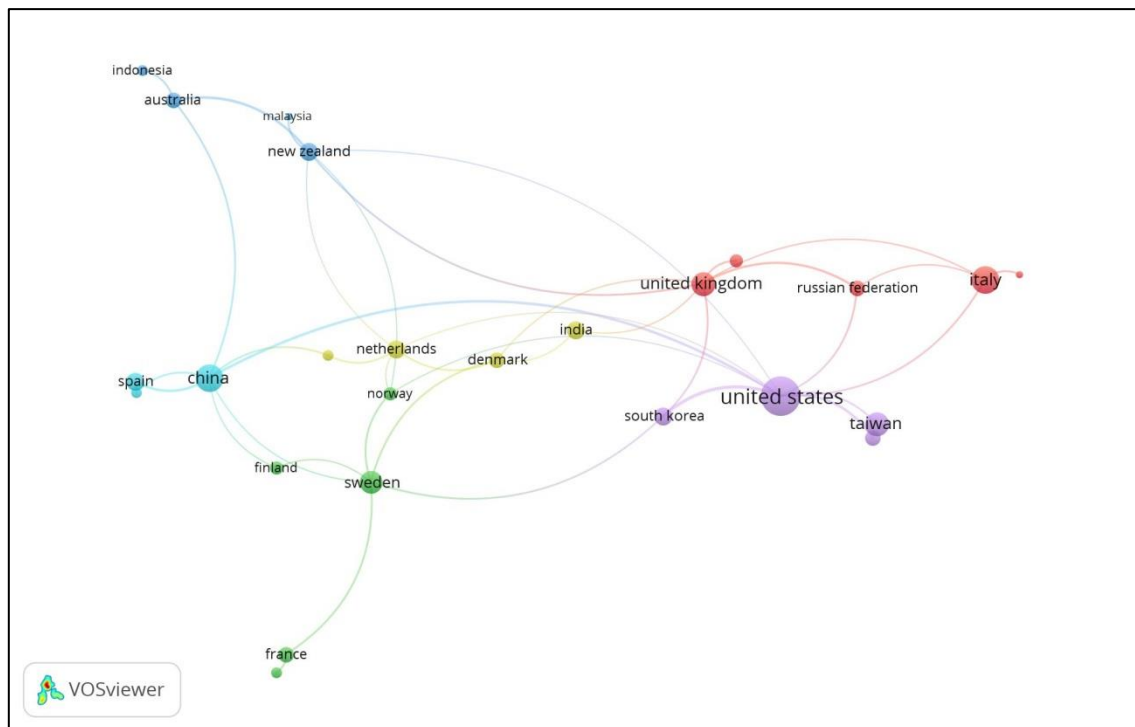 indonesia
australia
malaysia
new zealand
united kingdom
italy
russian federation
india
netherlands
denmark
spain
china
norway
united states
south korea
taiwan
finland
sweden
france
VOSviewer